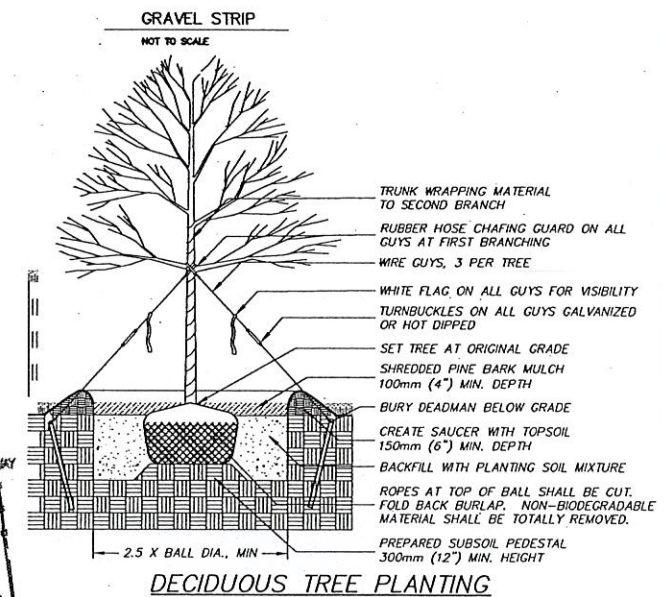 GRAVEL STRIP
NOT TO SCALE
TRUNK WRAPPING MATERIAL
TO SECOND BRANCH
RUBBER HOSE CHAFING GUARD ON ALL
GUYS AT FIRST BRANCHING
WIRE GUYS, 3 PER TREE
WHITE FLAG ON ALL GUYS FOR VISIBILITY
TURNBUCKLES ON ALL GUYS GALVANIZED
OR HOT DIPPED
SET TREE AT ORIGINAL GRADE
SHREDDED PINE BARK MULCH
100mm (4") MIN. DEPTH
BURY DEADMAN BELOW GRADE
CREATE SAUCER WITH TOPSOIL
150mm (6") MIN. DEPTH
BACKFILL WITH PLANTING SOIL MIXTURE
ROPES AT TOP OF BALL SHALL BE CUT.
FOLD BACK BURLAP. NON-BIODEGRADABLE
MATERIAL SHALL BE TOTALLY REMOVED.
PREPARED SUBSOIL PEDESTAL
300mm (12") MIN. HEIGHT
2.5 X BALL DIA., MIN
DECIDUOUS TREE PLANTING